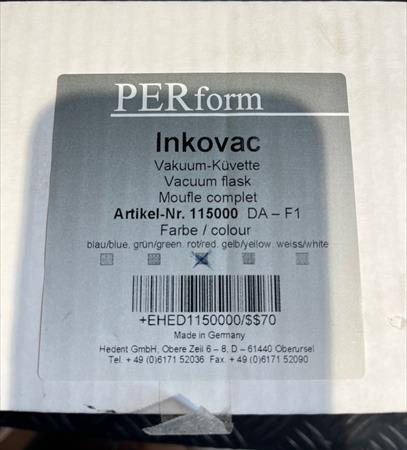 PERform
Inkovac
Vakuum-Küvette
Vacuum flask
Moufle complet
Artikel-Nr. 115000 DA – F1
Farbe / colour
blau/blue, grün/green, rot/red, gelb/yellow, weiss/white
+EHED1150000/$$70
Made in Germany
Hedent GmbH, Obere Zeil 6 – 8, D – 61440 Oberursel
Tel. + 49 (0)6171 52036 Fax. + 49 (0)6171 52090